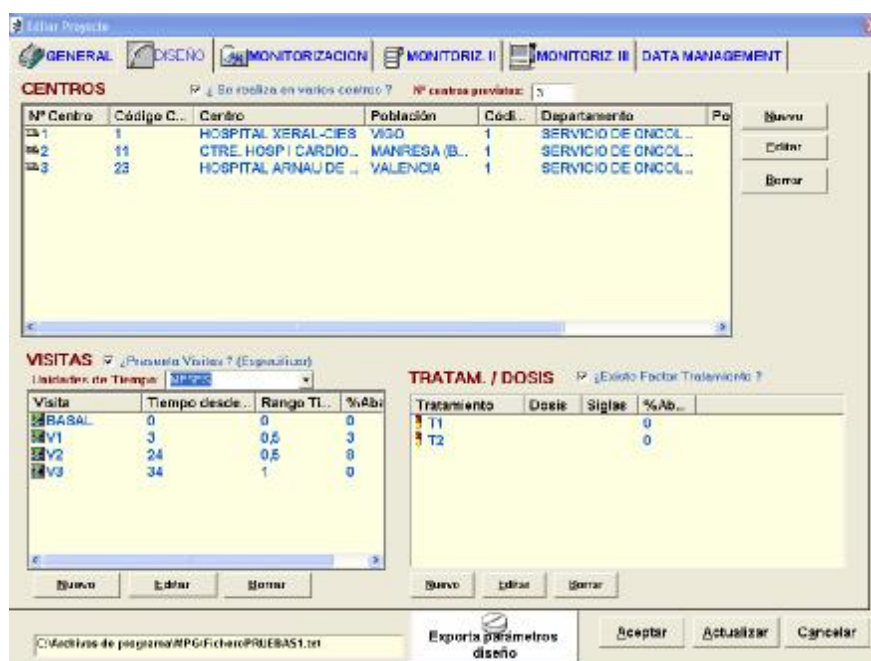 Editar Proyecto
GENERAL DISEÑO MONITORIZACION MONITORIZ. II MONITORIZ. III DATA MANAGEMENT
CENTROS ¿ Se realiza en varios centros ? Nº centros previstos: 3
Nº Centro Código C... Centro Población Códi... Departamento Po
1 1 HOSPITAL XERAL-CIES VIGO 1 SERVICIO DE ONCOL...
2 11 CTRE. HOSP I CARDIO... MANRESA (B... 1 SERVICIO DE ONCOL...
3 23 HOSPITAL ARNAU DE ... VALENCIA 1 SERVICIO DE ONCOL...
Nuevo
Editar
Borrar
VISITAS ¿Presenta Visitas ? (Especificar)
Unidades de Tiempo: MESES
Visita Tiempo desde... Rango Ti... %Aba
BASAL 0 0 0
V1 3 0,5 3
V2 24 0,5 8
V3 34 1 0
Nuevo Editar Borrar
TRATAM. / DOSIS ¿Existe Factor Tratamiento ?
Tratamiento Dosis Siglas %Ab...
T1 0
T2 0
Nuevo Editar Borrar
C:\Archivos de programa\MPG\FicheroPRUEBAS1.txt
Exporta parámetros
diseño
Aceptar Actualizar Cancelar